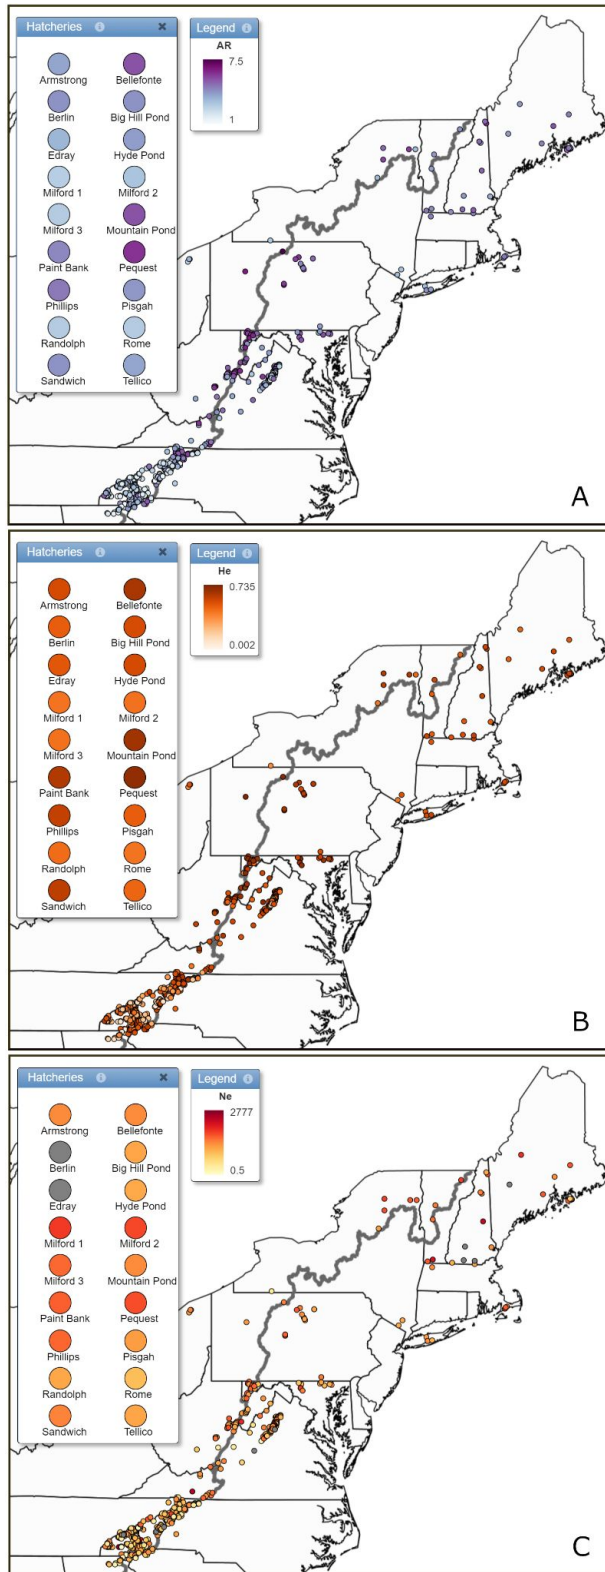 Hatcheries
Legend
AR
7.5
1
Armstrong Bellefonte
Berlin Big Hill Pond
Edray Hyde Pond
Milford 1 Milford 2
Milford 3 Mountain Pond
Paint Bank Pequest
Phillips Pisgah
Randolph Rome
Sandwich Tellico
A
Hatcheries
Legend
He
0.735
0.002
Armstrong Bellefonte
Berlin Big Hill Pond
Edray Hyde Pond
Milford 1 Milford 2
Milford 3 Mountain Pond
Paint Bank Pequest
Phillips Pisgah
Randolph Rome
Sandwich Tellico
B
Hatcheries
Legend
Ne
2777
0.5
Armstrong Bellefonte
Berlin Big Hill Pond
Edray Hyde Pond
Milford 1 Milford 2
Milford 3 Mountain Pond
Paint Bank Pequest
Phillips Pisgah
Randolph Rome
Sandwich Tellico
C